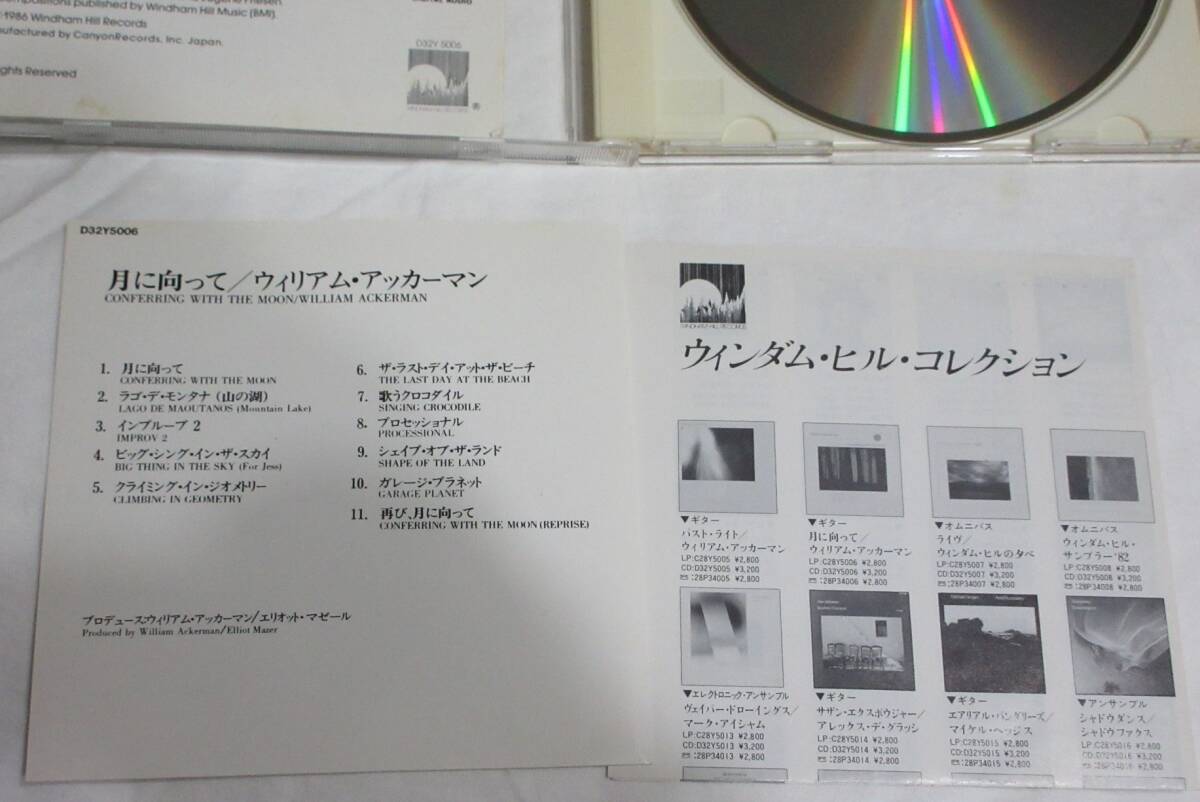 ompositions published by Windham Hill Music (BMI).
1986 Windham Hill Records
nufactured by CanyonRecords, Inc. Japan.
ghts Reserved
D32Y 5006
D32Y5006
月に向って/ウィリアム・アッカーマン
CONFERRING WITH THE MOON/WILLIAM ACKERMAN
1. 月に向って
CONFERRING WITH THE MOON
2. ラゴ・デ・モンタナ(山の湖)
LAGO DE MAOUTANOS (Mountain Lake)
3. インプルーブ 2
IMPROV 2
4. ビッグ・シング・イン・ザ・スカイ
BIG THING IN THE SKY (For Jess)
5. クライミング・イン・ジオメトリー
CLIMBING IN GEOMETRY
6. ザ・ラスト・デイ・アット・ザ・ビーチ
THE LAST DAY AT THE BEACH
7. 歌うクロコダイル
SINGING CROCODILE
8. プロセッショナル
PROCESSIONAL
9. シェイプ・オブ・ザ・ランド
SHAPE OF THE LAND
10. ガレージ・プラネット
GARAGE PLANET
11. 再び、月に向って
CONFERRING WITH THE MOON (REPRISE)
プロデュース:ウィリアム・アッカーマン/エリオット・マゼール
Produced by William Ackerman/Elliot Mazer
WINDHAM HILL RECORDS
ウィンダム・ヒル・コレクション
▼ギター
パスト・ライト/
ウィリアム・アッカーマン
LP:C28Y5005 ¥2,800
CD:D32Y5005 ¥3,200
:28P34005 ¥2,800
▼ギター
月に向って/
ウィリアム・アッカーマン
LP:C28Y5006 ¥2,800
CD:D32Y5006 ¥3,200
:28P34006 ¥2,800
▼オムニバス
ライヴ/
ウィンダム・ヒルの夕べ
LP:C28Y5007 ¥2,800
CD:D32Y5007 ¥3,200
:28P34007 ¥2,800
▼オムニバス
ウィンダム・ヒル・
サンプラー'82
LP:C28Y5008 ¥2,800
CD:D32Y5008 ¥3,200
:28P34008 ¥2,800
▼エレクトロニック・アンサンブル
ヴェイパー・ドローイングス/
マーク・アイシャム
LP:C28Y5013 ¥2,800
CD:D32Y5013 ¥3,200
:28P34013 ¥2,800
▼ギター
サザン・エクスポウジャー/
アレックス・デ・グラッシ
LP:C28Y5014 ¥2,800
CD:D32Y5014 ¥3,200
:28P34014 ¥2,800
▼ギター
エアリアル・バウンダリーズ/
マイケル・ヘッジス
LP:C28Y5015 ¥2,800
CD:D32Y5015 ¥3,200
:28P34015 ¥2,800
▼アンサンブル
シャドウダンス/
シャドウファクス
LP:C28Y5016 ¥2,800
CD:D32Y5016 ¥3,200
:28P34016 ¥2,800